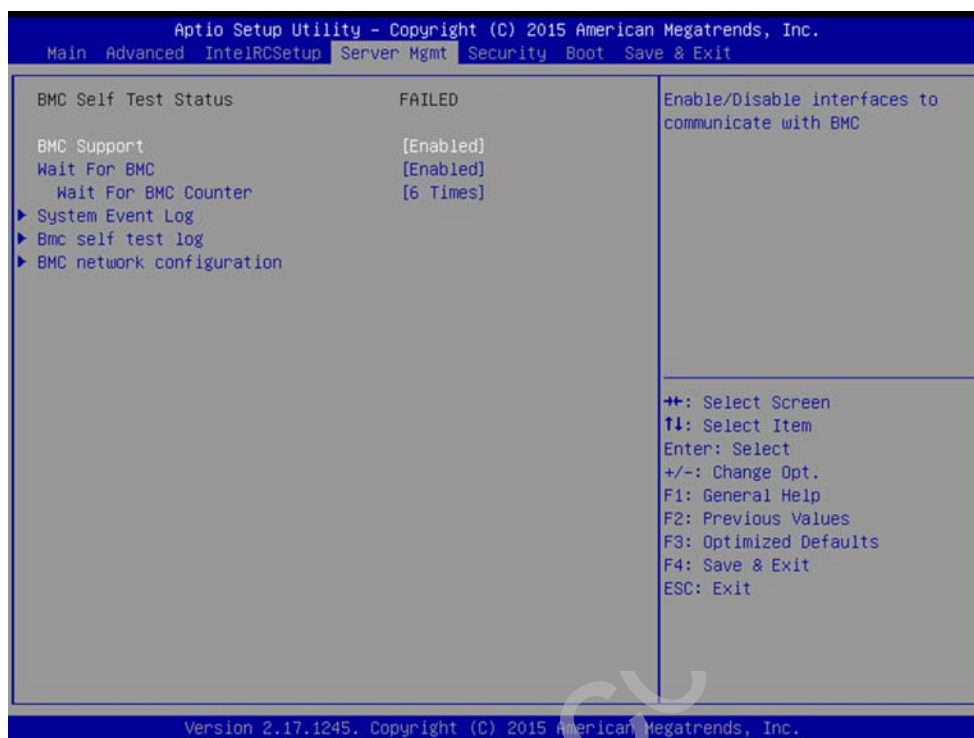 Aptio Setup Utility – Copyright (C) 2015 American Megatrends, Inc.
Main Advanced IntelRCSetup Server Mgmt Security Boot Save & Exit
BMC Self Test Status FAILED
BMC Support [Enabled]
Wait For BMC [Enabled]
Wait For BMC Counter [6 Times]
▶ System Event Log
▶ Bmc self test log
▶ BMC network configuration
Enable/Disable interfaces to
communicate with BMC
→←: Select Screen
↑↓: Select Item
Enter: Select
+/-: Change Opt.
F1: General Help
F2: Previous Values
F3: Optimized Defaults
F4: Save & Exit
ESC: Exit
Version 2.17.1245. Copyright (C) 2015 American Megatrends, Inc.